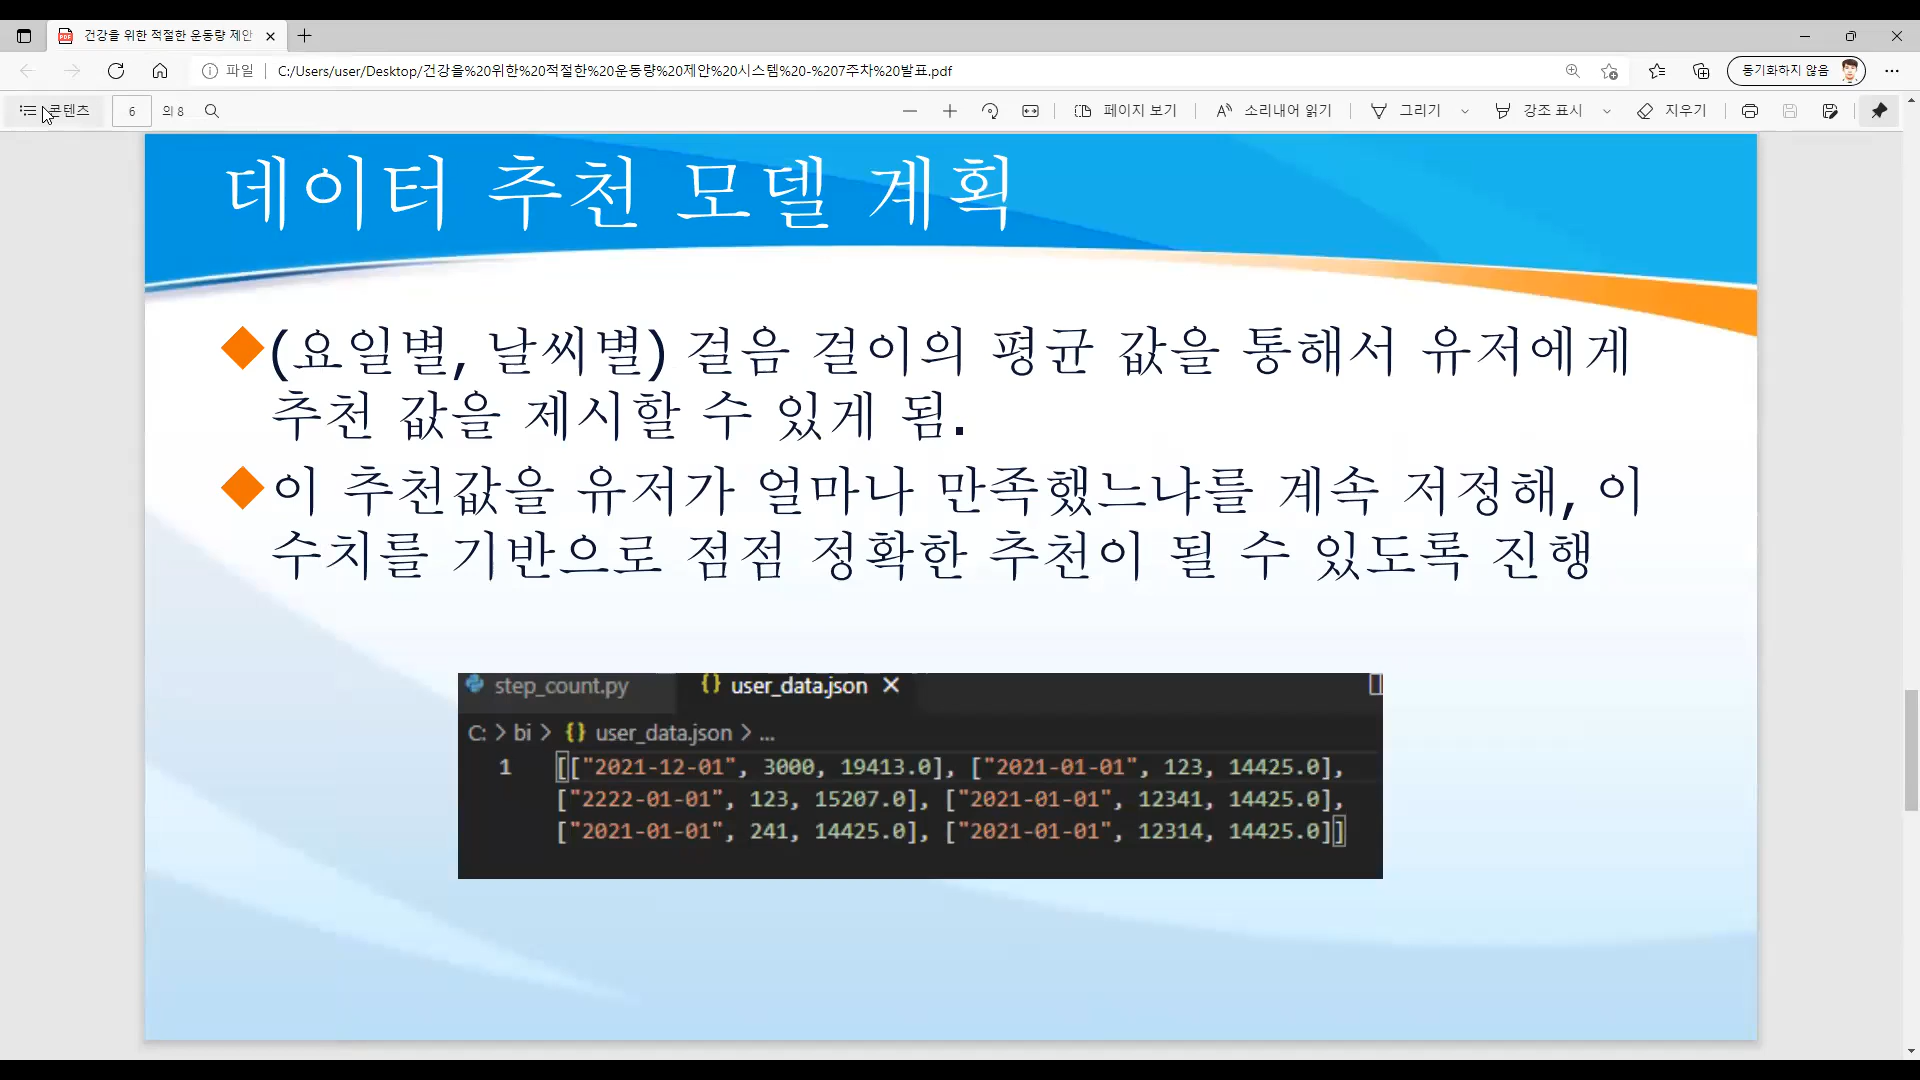 건강을 위한 적절한 운동량 제안
파일 C:/Users/user/Desktop/건강을%20위한%20적절한%20운동량%20제안%20시스템%20-%207주차%20발표.pdf 동기화하지 않음
콘텐츠 6 의 8 페이지 보기 소리내어 읽기 그리기 강조 표시 지우기
데이터 추천 모델 계획
(요일별, 날씨별) 걸음 걸이의 평균 값을 통해서 유저에게
추천 값을 제시할 수 있게 됨.
이 추천값을 유저가 얼마나 만족했느냐를 계속 저정해, 이
수치를 기반으로 점점 정확한 추천이 될 수 있도록 진행
step_count.py {} user_data.json
C: > bi > {} user_data.json > ...
1 [["2021-12-01", 3000, 19413.0], ["2021-01-01", 123, 14425.0],
["2222-01-01", 123, 15207.0], ["2021-01-01", 12341, 14425.0],
["2021-01-01", 241, 14425.0], ["2021-01-01", 12314, 14425.0]]